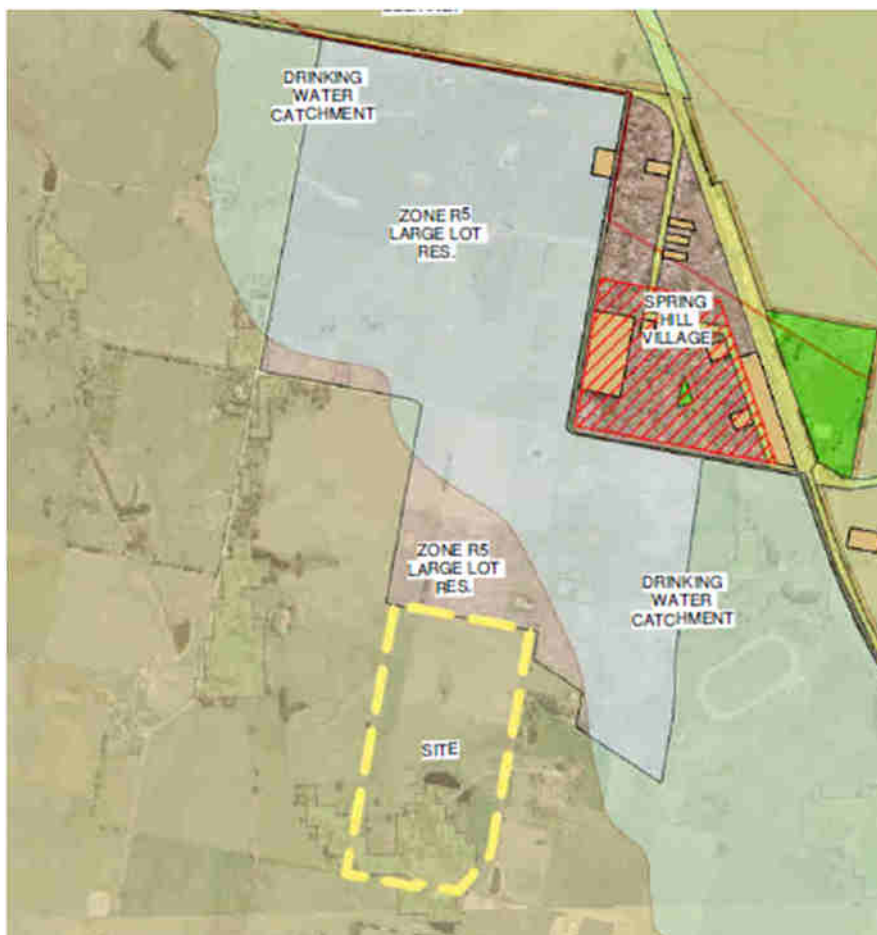 DRINKING
WATER
CATCHMENT
ZONE R5
LARGE LOT
RES.
SPRING
HILL
VILLAGE
ZONE R5
LARGE LOT
RES.
DRINKING
WATER
CATCHMENT
SITE